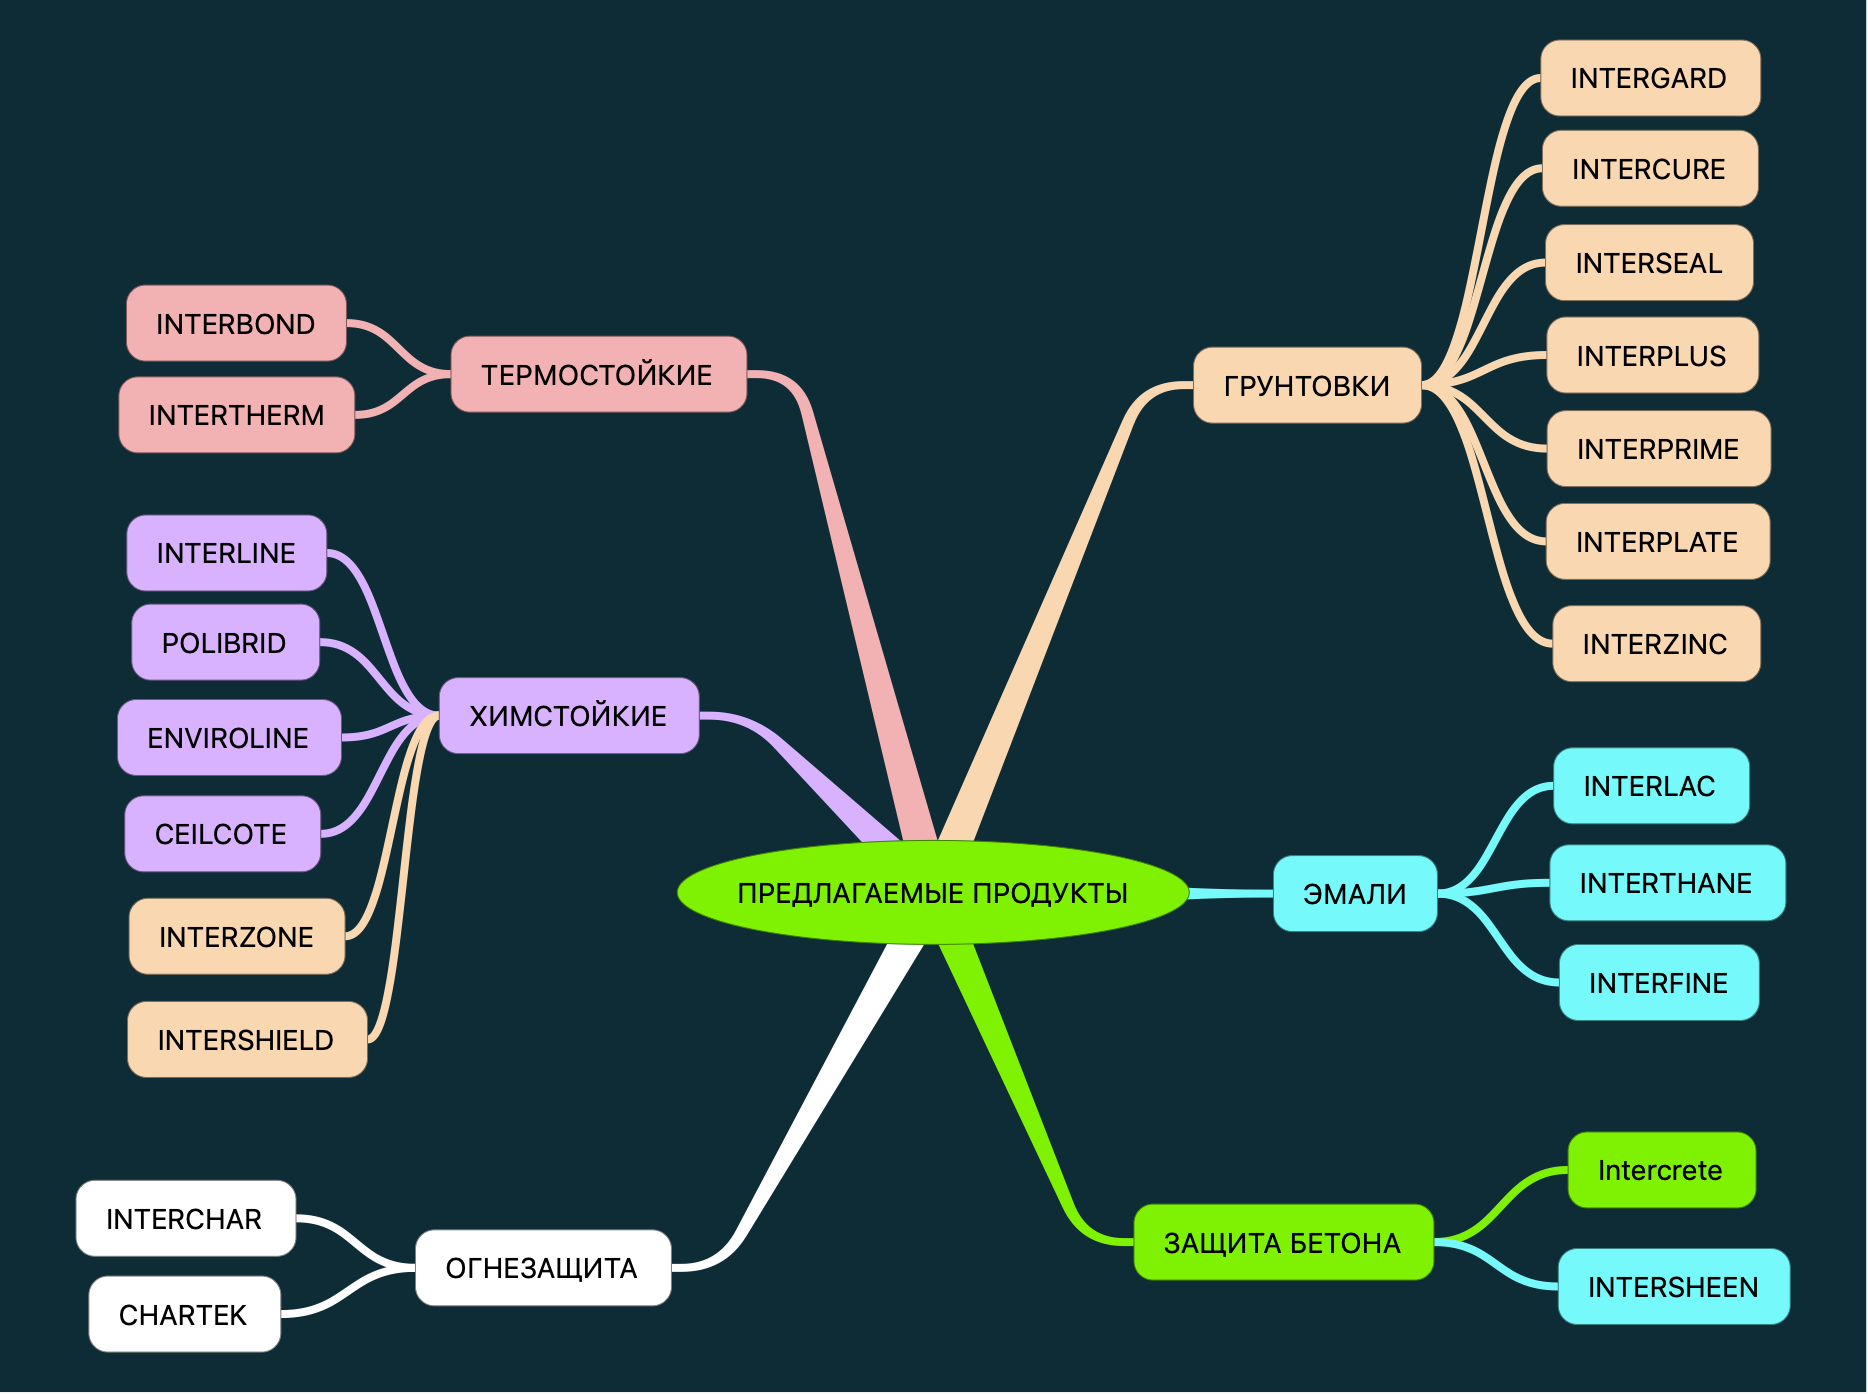 ПРЕДЛАГАЕМЫЕ ПРОДУКТЫ
ТЕРМОСТОЙКИЕ
INTERBOND
INTERTHERM
ХИМСТОЙКИЕ
INTERLINE
POLIBRID
ENVIROLINE
CEILCOTE
INTERZONE
INTERSHIELD
ОГНЕЗАЩИТА
INTERCHAR
CHARTEK
ГРУНТОВКИ
INTERGARD
INTERCURE
INTERSEAL
INTERPLUS
INTERPRIME
INTERPLATE
INTERZINC
ЭМАЛИ
INTERLAC
INTERTHANE
INTERFINE
ЗАЩИТА БЕТОНА
Intercrete
INTERSHEEN